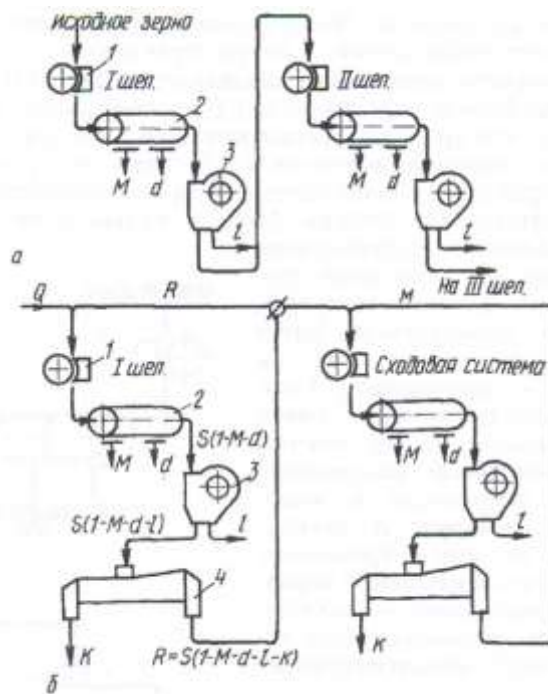 Исходное зерно
1
I шел.
2
3
M
d
l
II шел.
M
d
l
На III шел.
а
Q
R
M
1
I шел.
Сходовая система
2
M
d
S(1-M-d)
3
S(1-M-d-l)
l
4
K
R=S(1-M-d-l-к)
M
d
l
K
б